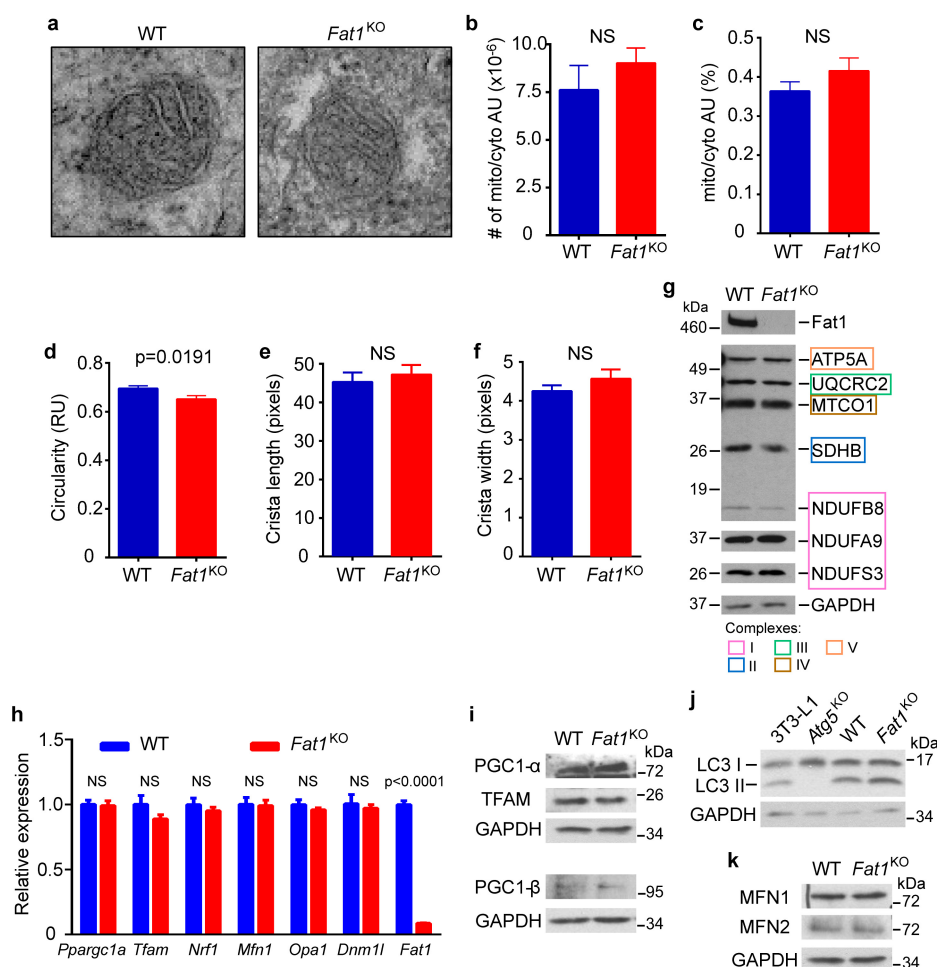 a
WT
Fat1KO
b
NS
# of mito/cyto AU (x10-6)
10.0
7.5
5.0
2.5
0
WT
Fat1KO
c
NS
mito/cyto AU (%)
0.5
0.4
0.3
0.2
0.1
0
WT
Fat1KO
d
p=0.0191
Circularity (RU)
0.8
0.6
0.4
0.2
0
WT
Fat1KO
e
NS
Crista length (pixels)
50
40
30
20
10
0
WT
Fat1KO
f
NS
Crista width (pixels)
6
4
2
0
WT
Fat1KO
g
kDa
WT Fat1KO
460
Fat1
ATP5A
49
UQCRC2
37
MTCO1
26
SDHB
19
NDUFB8
37
NDUFA9
26
NDUFS3
37
GAPDH
Complexes:
I III V
II IV
h
WT Fat1KO
Relative expression
1.5
1.0
0.5
0
NS NS NS NS NS NS p<0.0001
Ppargc1a Tfam Nrf1 Mfn1 Opa1 Dnm1l Fat1
i
WT Fat1KO
kDa
PGC1-α
72
TFAM
26
GAPDH
34
PGC1-β
95
GAPDH
34
j
3T3-L1 Atg5KO WT Fat1KO
kDa
LC3 I
17
LC3 II
GAPDH
34
k
WT Fat1KO
kDa
MFN1
72
MFN2
72
GAPDH
34